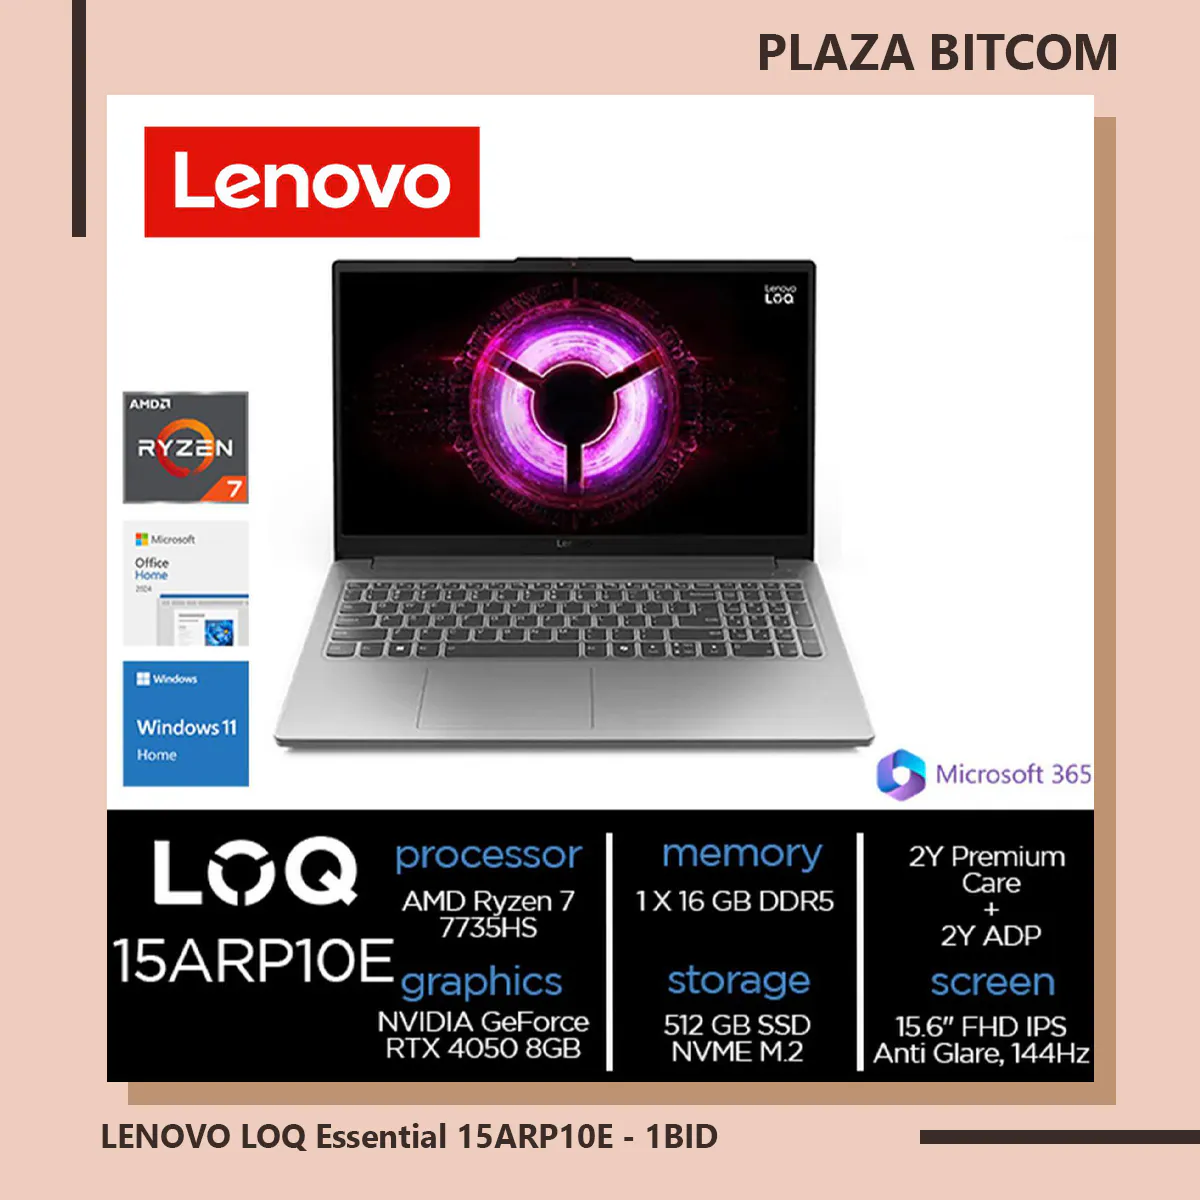 PLAZA BITCOM
Lenovo
Lenovo
LOQ
AMD
RYZEN
7
Microsoft
Office
Home
2024
Windows
Windows 11
Home
Microsoft 365
LOQ
15ARP10E
processor
AMD Ryzen 7
7735HS
graphics
NVIDIA GeForce
RTX 4050 8GB
memory
1 X 16 GB DDR5
storage
512 GB SSD
NVME M.2
2Y Premium
Care
+
2Y ADP
screen
15.6" FHD IPS
Anti Glare, 144Hz
LENOVO LOQ Essential 15ARP10E - 1BID